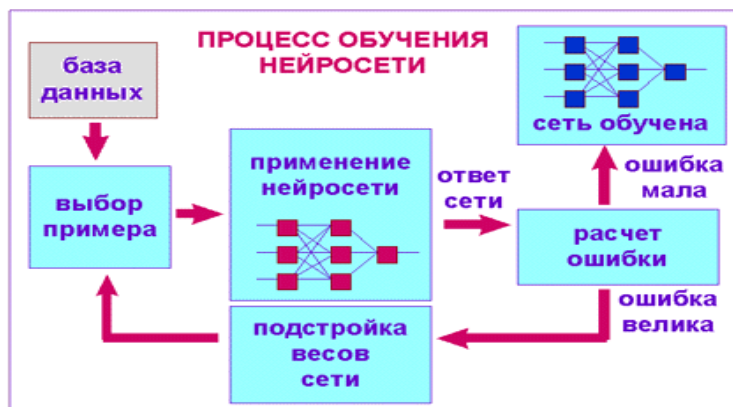 ПРОЦЕСС ОБУЧЕНИЯ
НЕЙРОСЕТИ
база
данных
выбор
примера
применение
нейросети
ответ
сети
расчет
ошибки
ошибка
мала
сеть обучена
ошибка
велика
подстройка
весов
сети